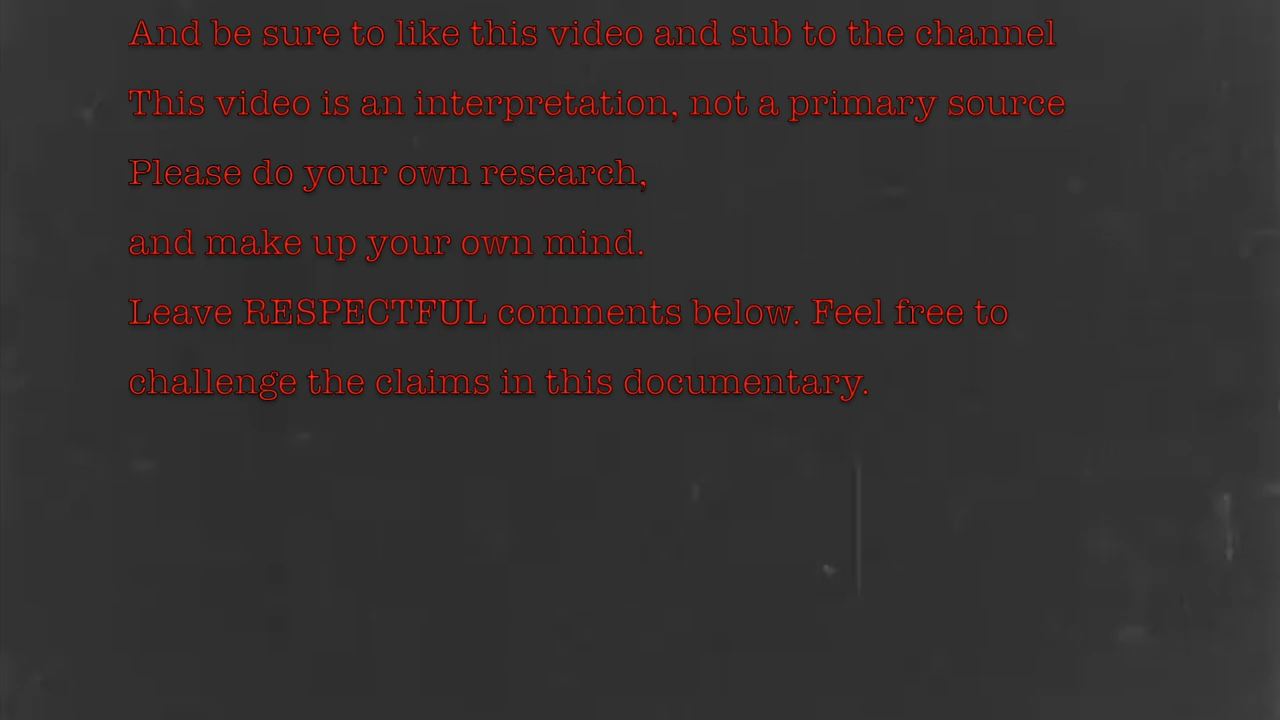 And be sure to like this video and sub to the channel
This video is an interpretation, not a primary source
Please do your own research,
and make up your own mind.
Leave RESPECTFUL comments below. Feel free to
challenge the claims in this documentary.